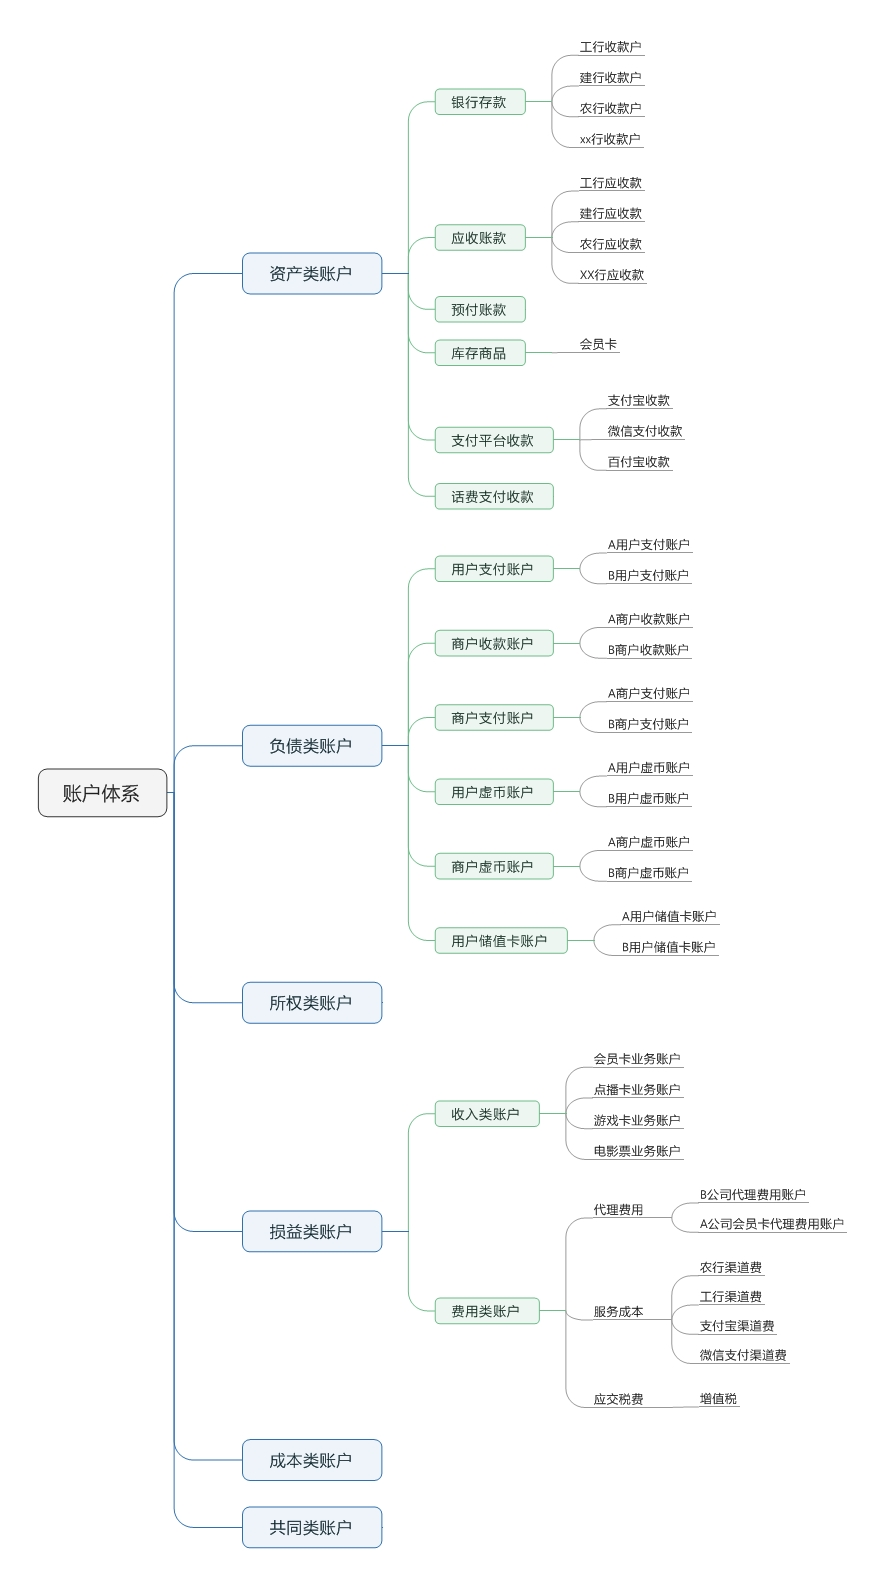 账户体系
资产类账户
银行存款
工行收款户
建行收款户
农行收款户
xx行收款户
应收账款
工行应收款
建行应收款
农行应收款
XX行应收款
预付账款
库存商品
会员卡
支付平台收款
支付宝收款
微信支付收款
百付宝收款
话费支付收款
负债类账户
用户支付账户
A用户支付账户
B用户支付账户
商户收款账户
A商户收款账户
B商户收款账户
商户支付账户
A商户支付账户
B商户支付账户
用户虚币账户
A用户虚币账户
B用户虚币账户
商户虚币账户
A商户虚币账户
B商户虚币账户
用户储值卡账户
A用户储值卡账户
B用户储值卡账户
所权类账户
损益类账户
收入类账户
会员卡业务账户
点播卡业务账户
游戏卡业务账户
电影票业务账户
费用类账户
代理费用
B公司代理费用账户
A公司会员卡代理费用账户
服务成本
农行渠道费
工行渠道费
支付宝渠道费
微信支付渠道费
应交税费
增值税
成本类账户
共同类账户